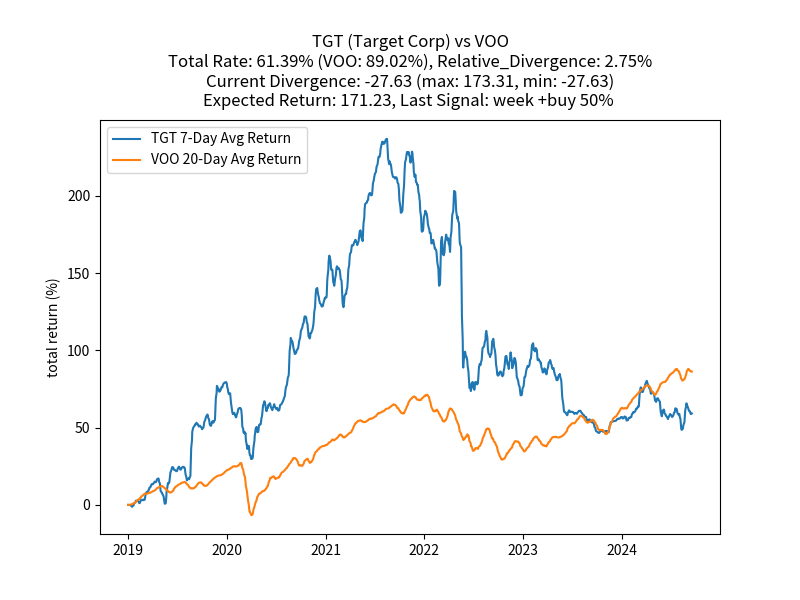 TGT (Target Corp) vs VOO
Total Rate: 61.39% (VOO: 89.02%), Relative_Divergence: 2.75%
Current Divergence: -27.63 (max: 173.31, min: -27.63)
Expected Return: 171.23, Last Signal: week +buy 50%
TGT 7-Day Avg Return
VOO 20-Day Avg Return
total return (%)
200
150
100
50
0
2019
2020
2021
2022
2023
2024